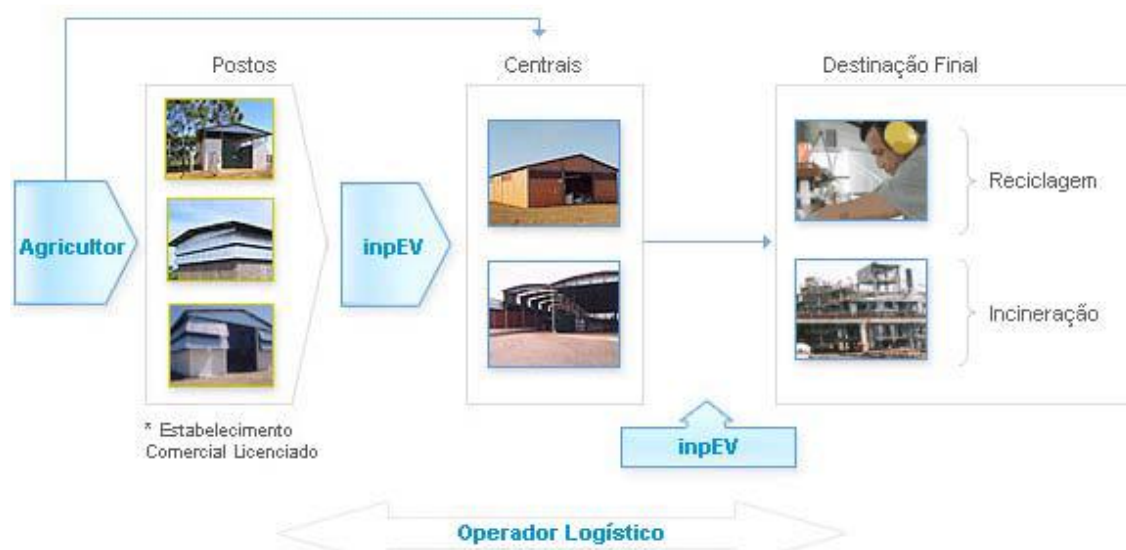 Postos
Centrais
Destinação Final
Agricultor
inpEV
Reciclagem
Incineração
* Estabelecimento
Comercial Licenciado
inpEV
Operador Logístico